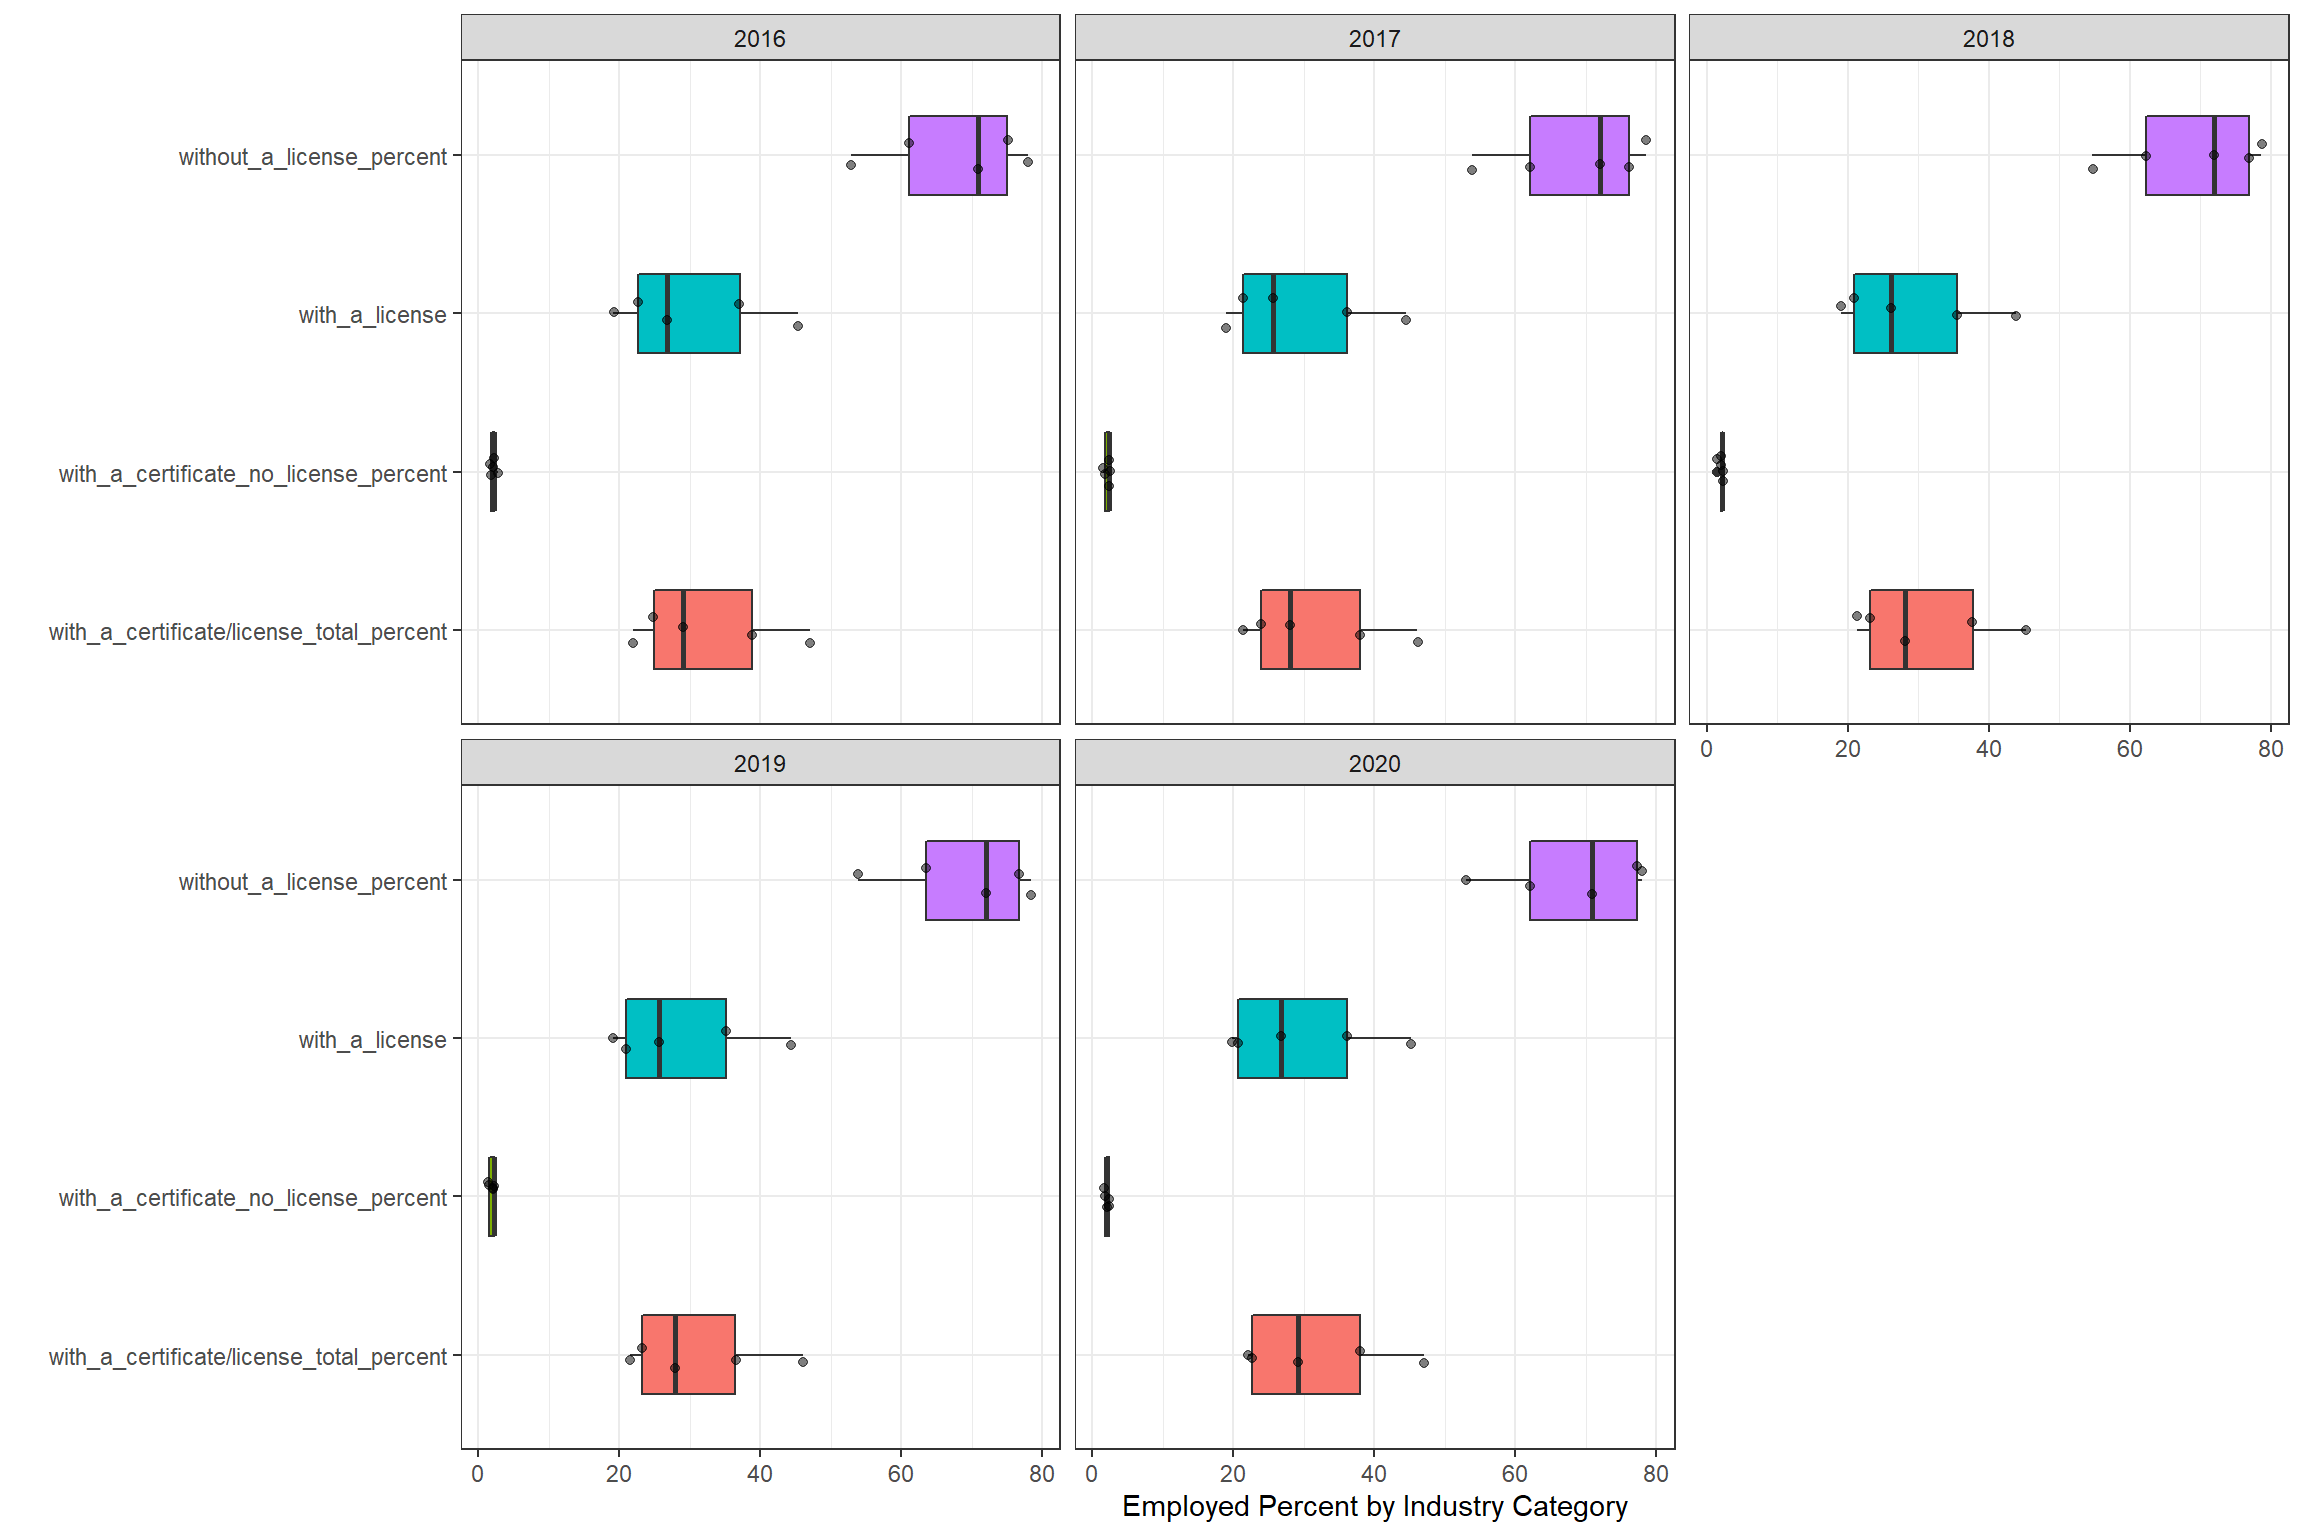 2016
2017
2018
without_a_license_percent
with_a_license
with_a_certificate_no_license_percent
with_a_certificate/license_total_percent
0 20 40 60 80
2019
2020
without_a_license_percent
with_a_license
with_a_certificate_no_license_percent
with_a_certificate/license_total_percent
0 20 40 60 80
0 20 40 60 80
Employed Percent by Industry Category